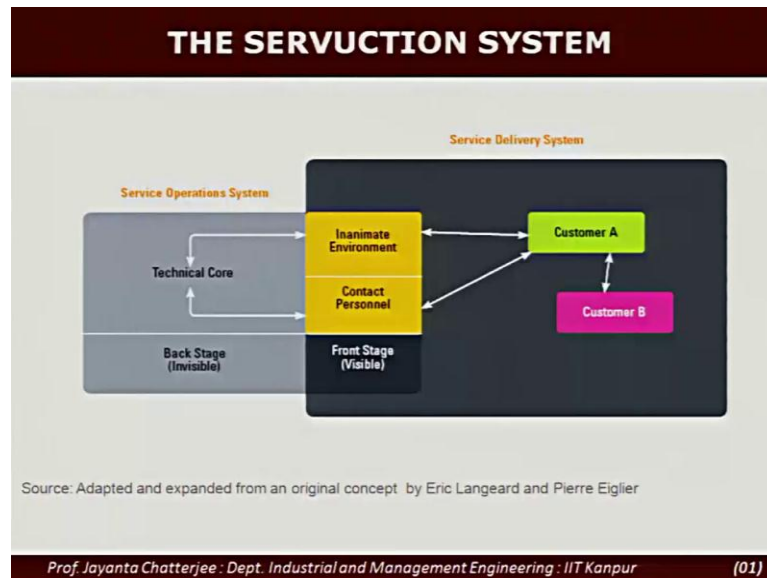 THE SERVUCTION SYSTEM
Service Delivery System
Service Operations System
Inanimate
Environment
Customer A
Technical Core
Contact
Personnel
Customer B
Back Stage
(Invisible)
Front Stage
(Visible)
Source: Adapted and expanded from an original concept by Eric Langeard and Pierre Eiglier
Prof. Jayanta Chatterjee : Dept. Industrial and Management Engineering : IIT Kanpur (01)